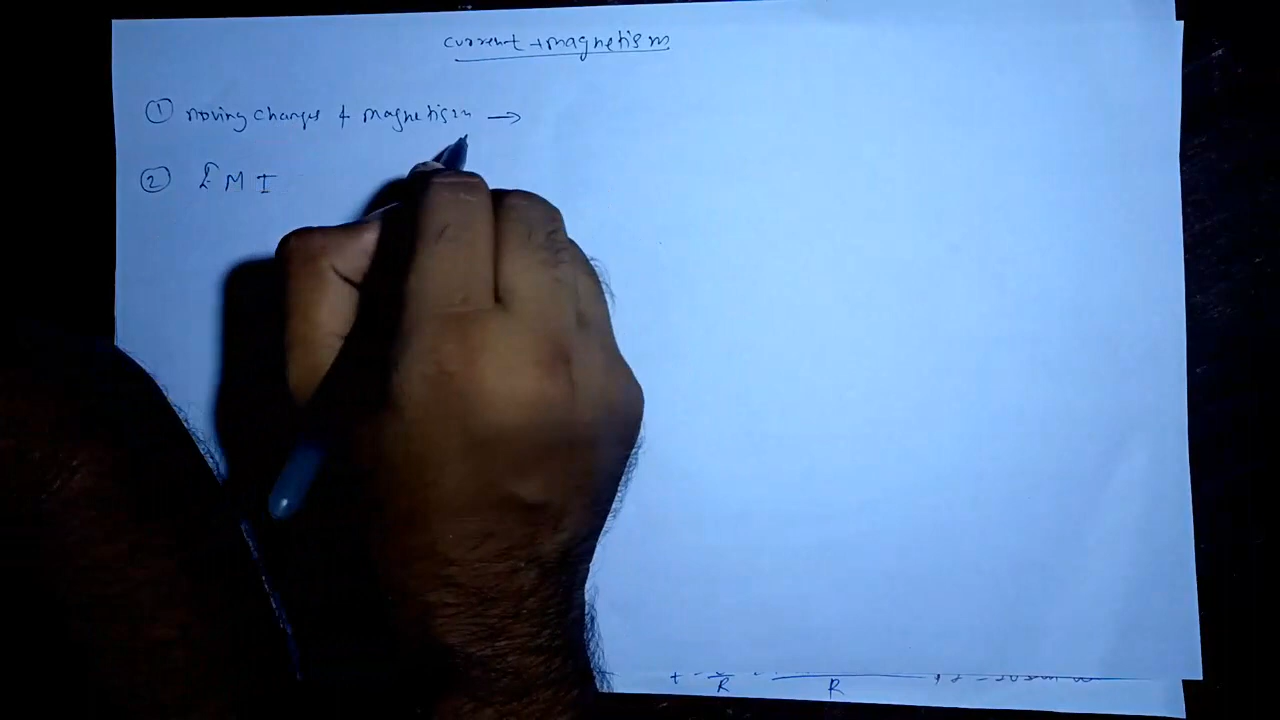 current + magnetism
① moving charges & magnetism →
② EMI
R R